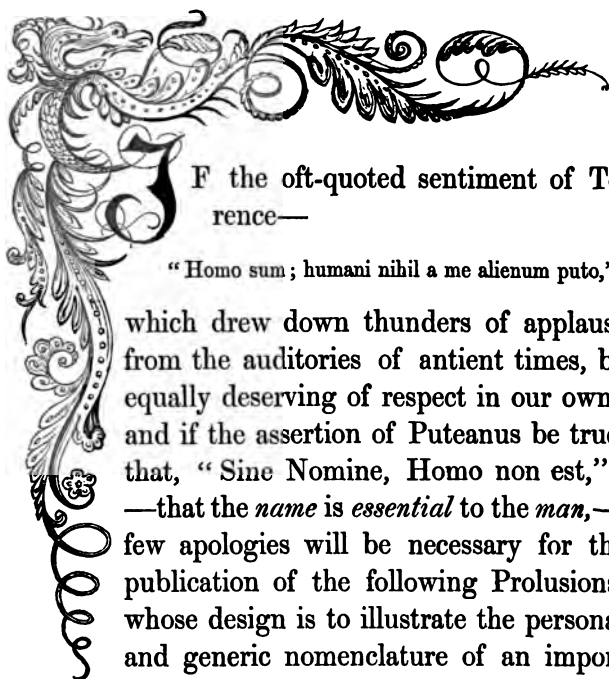 IF the oft-quoted sentiment of Te
rence—
“Homo sum; humani nihil a me alienum puto,”
which drew down thunders of applaus
from the auditories of antient times, b
equally deserving of respect in our own
and if the assertion of Puteanus be true
that, “Sine Nomine, Homo non est,”
—that the name is essential to the man,—
few apologies will be necessary for th
publication of the following Prolusions
whose design is to illustrate the persona
and generic nomenclature of an impor